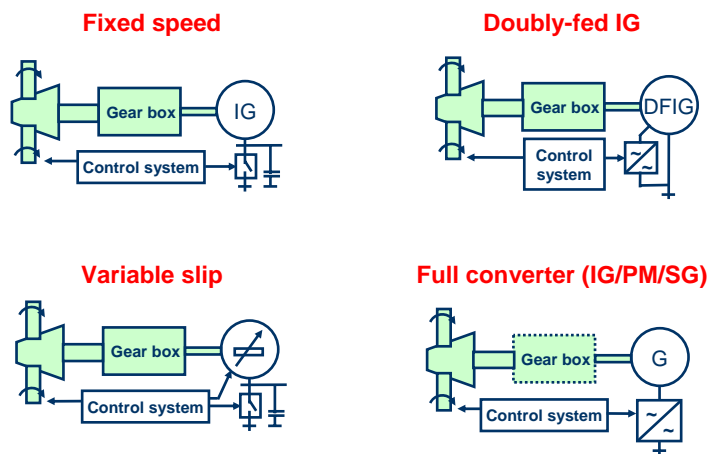 Fixed speed
Gear box
IG
Control system
Doubly-fed IG
Gear box
DFIG
Control
system
~
~
Variable slip
Gear box
Control system
Full converter (IG/PM/SG)
Gear box
G
Control system
~
~